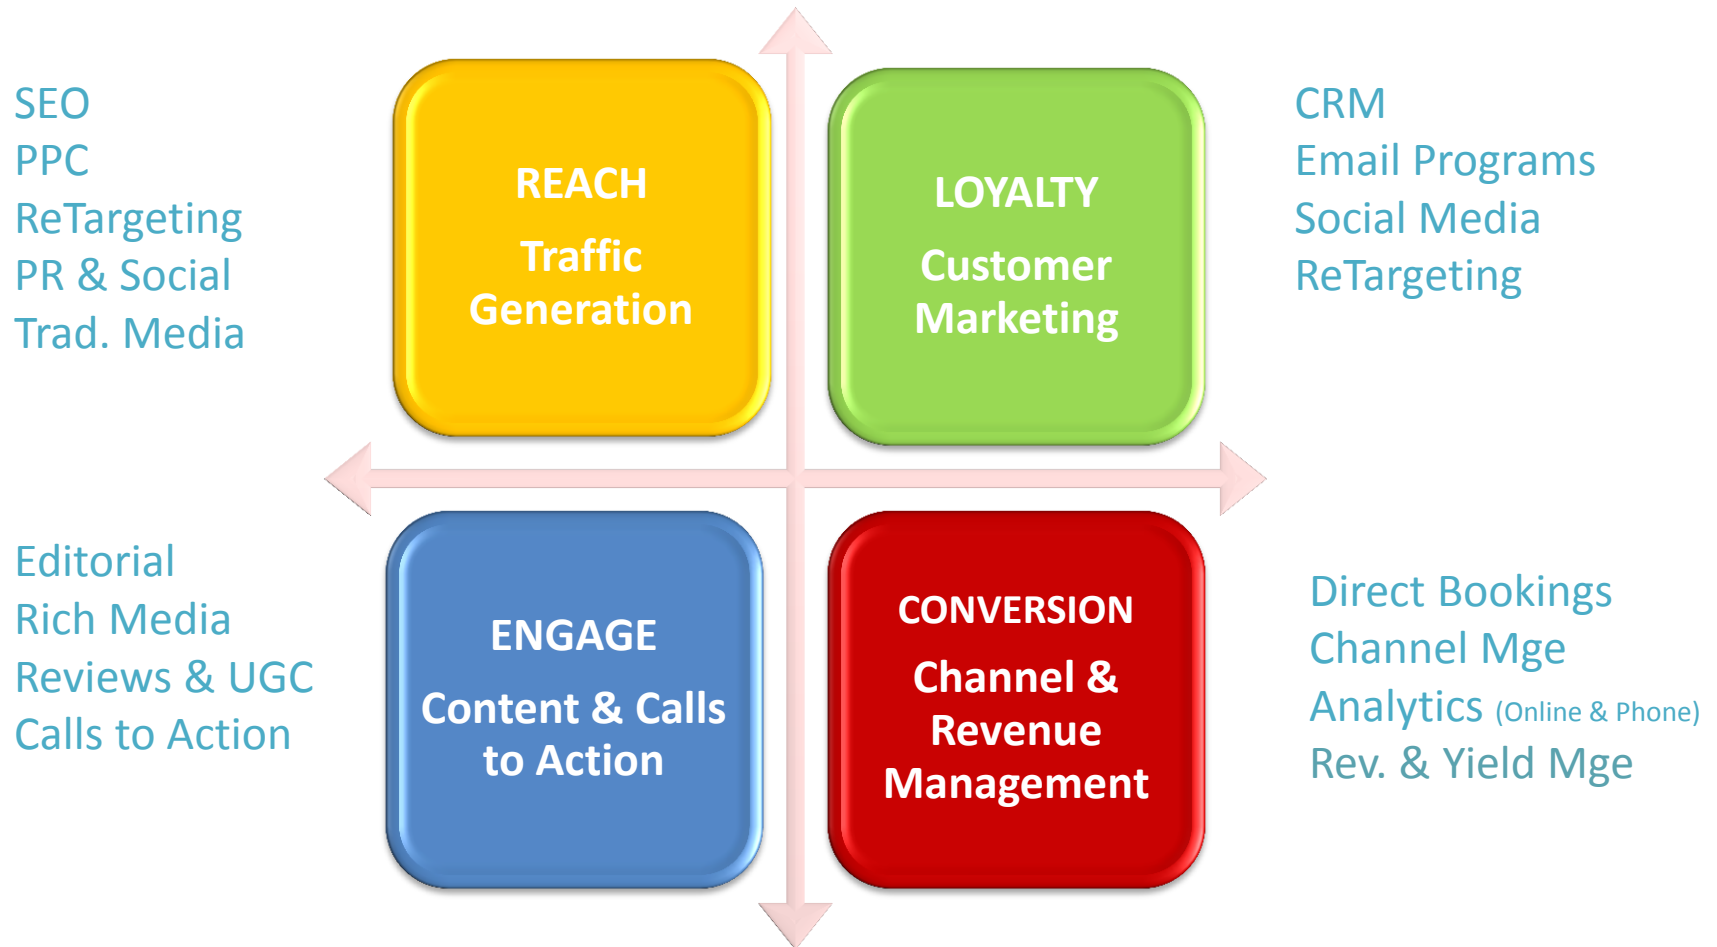 SEO
PPC
ReTargeting
PR & Social
Trad. Media
REACH
Traffic
Generation
LOYALTY
Customer
Marketing
CRM
Email Programs
Social Media
ReTargeting
Editorial
Rich Media
Reviews & UGC
Calls to Action
ENGAGE
Content & Calls
to Action
CONVERSION
Channel &
Revenue
Management
Direct Bookings
Channel Mge
Analytics (Online & Phone)
Rev. & Yield Mge